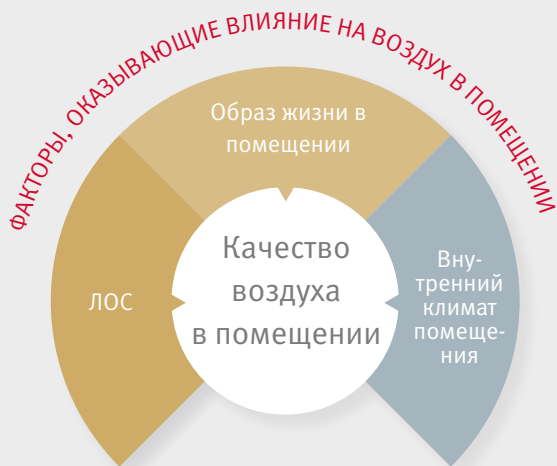 ФАКТОРЫ, ОКАЗЫВАЮЩИЕ ВЛИЯНИЕ НА ВОЗДУХ В ПОМЕЩЕНИИ
Образ жизни в
помещении
ЛОС
Качество
воздуха
в помещении
Вну-
тренний
климат
помеще-
ния